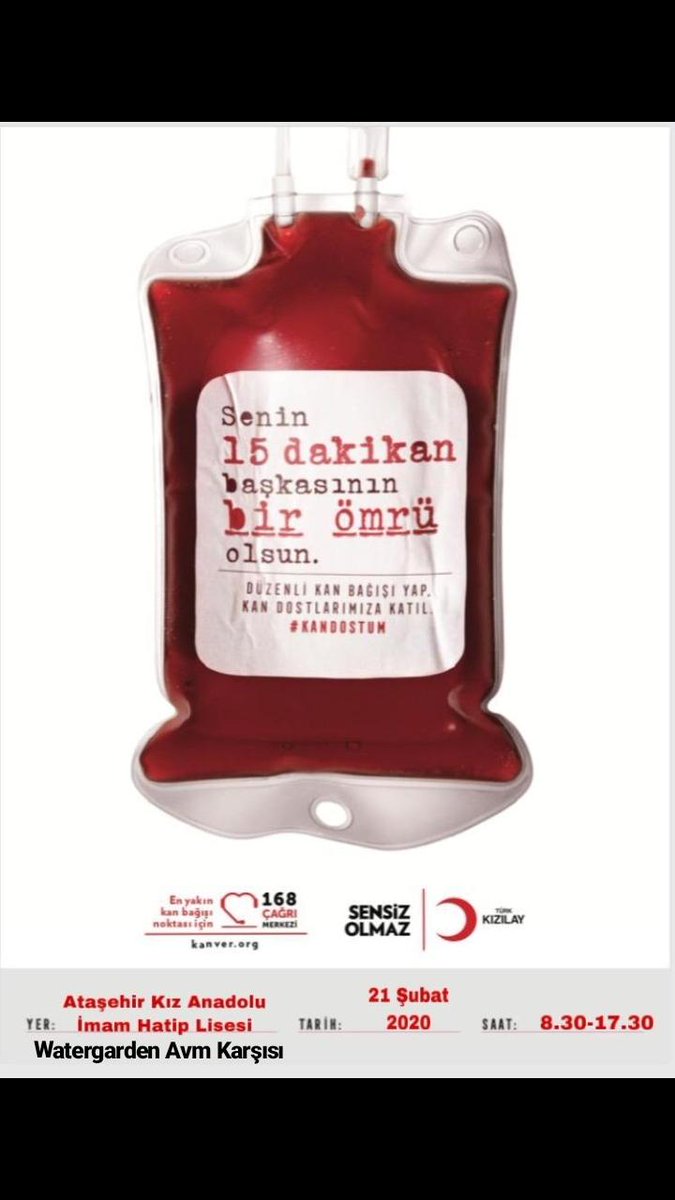 Senin
15 dakikan
başkasının
bir ömrü
olsun.
DÜZENLİ KAN BAĞIŞI YAP.
KAN DOSTLARIMIZA KATIL.
#KANDOSTUM
En yakın
kan bağışı
noktası için
168
ÇAĞRI
MERKEZİ
kanver.org
SENSİZ
OLMAZ
TÜRK
KIZILAY
YER: Ataşehir Kız Anadolu
İmam Hatip Lisesi
Watergarden Avm Karşısı
TARİH: 21 Şubat
2020
SAAT: 8.30-17.30